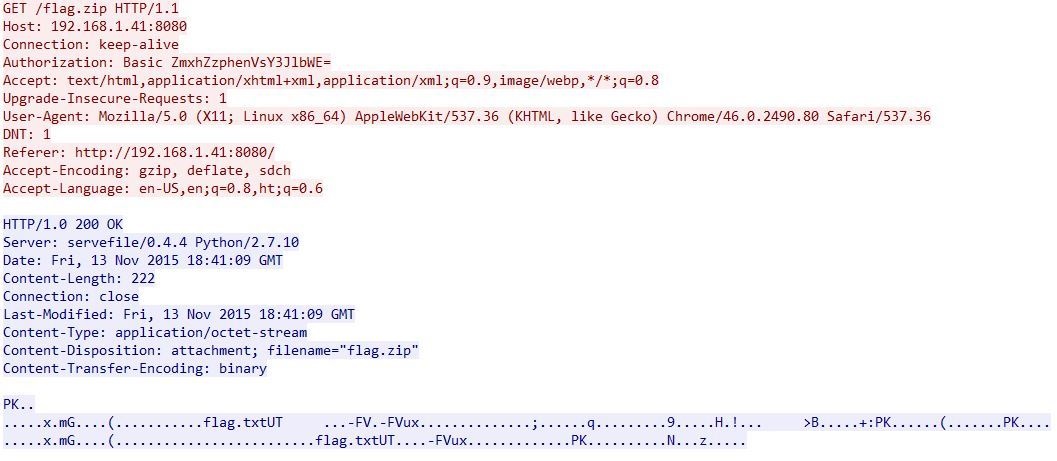 GET /flag.zip HTTP/1.1
Host: 192.168.1.41:8080
Connection: keep-alive
Authorization: Basic ZmxhZzphenVsY3JlbWE=
Accept: text/html,application/xhtml+xml,application/xml;q=0.9,image/webp,*/*;q=0.8
Upgrade-Insecure-Requests: 1
User-Agent: Mozilla/5.0 (X11; Linux x86_64) AppleWebKit/537.36 (KHTML, like Gecko) Chrome/46.0.2490.80 Safari/537.36
DNT: 1
Referer: http://192.168.1.41:8080/
Accept-Encoding: gzip, deflate, sdch
Accept-Language: en-US,en;q=0.8,ht;q=0.6
HTTP/1.0 200 OK
Server: servefile/0.4.4 Python/2.7.10
Date: Fri, 13 Nov 2015 18:41:09 GMT
Content-Length: 222
Connection: close
Last-Modified: Fri, 13 Nov 2015 18:41:09 GMT
Content-Type: application/octet-stream
Content-Disposition: attachment; filename="flag.zip"
Content-Transfer-Encoding: binary
PK..
.....x.mG....(...........flag.txtUT	...-FV.-FVux..............;......q.........9.....H.!...	>B.....+:PK......(.......PK....
.....x.mG....(.........................flag.txtUT....-FVux.............PK..........N...z.....